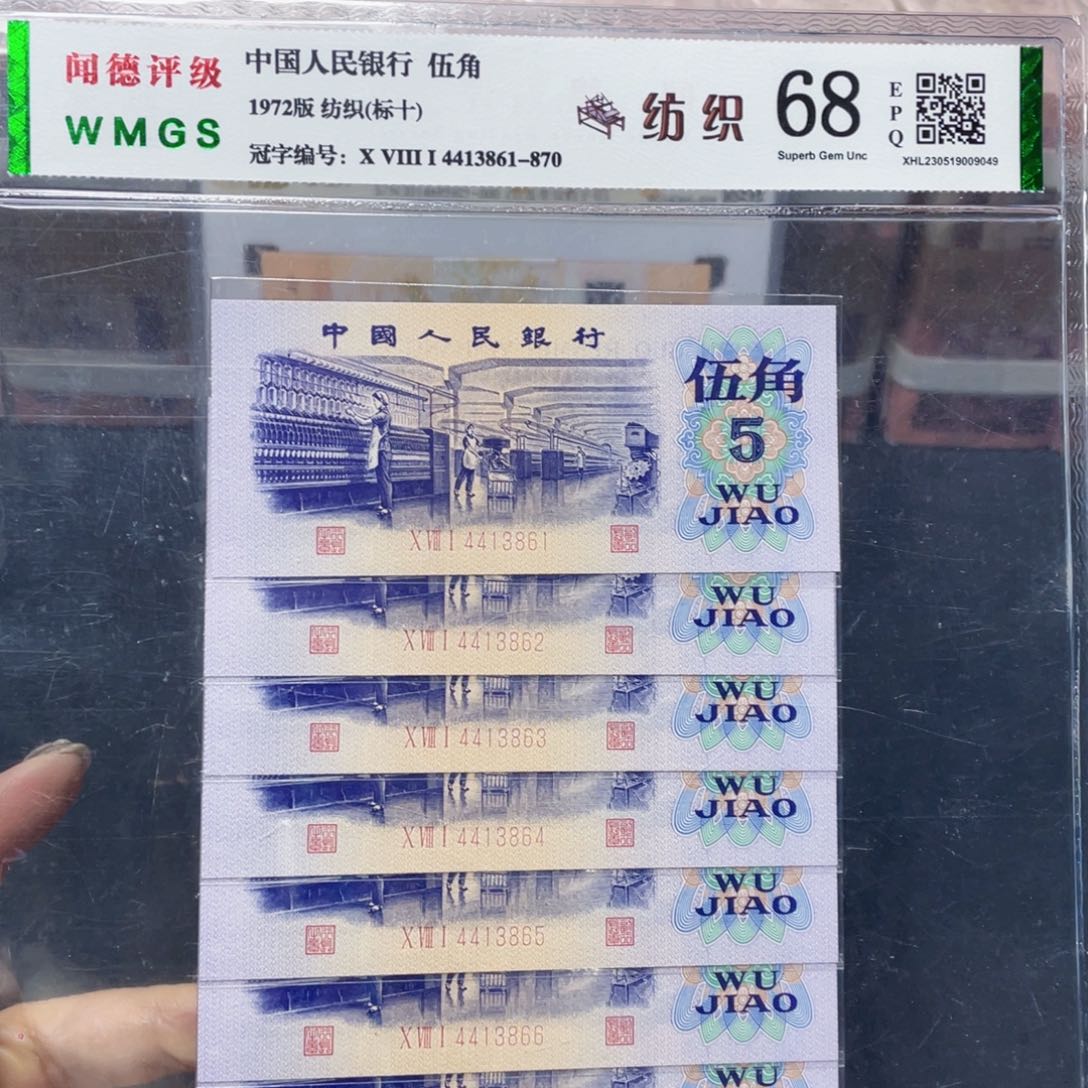 闻德评级
WMGS
中国人民银行 伍角
1972版 纺织(标十)
冠字编号：X VIII I 4413861-870
纺织
68
Superb Gem Unc
EPQ
XHL230519009049
中國人民銀行
伍角
5
WU
JIAO
X VIII I 4413861
WU
JIAO
X VIII I 4413862
WU
JIAO
X VIII I 4413863
WU
JIAO
X VIII I 4413864
WU
JIAO
X VIII I 4413865
WU
JIAO
X VIII I 4413866
WU